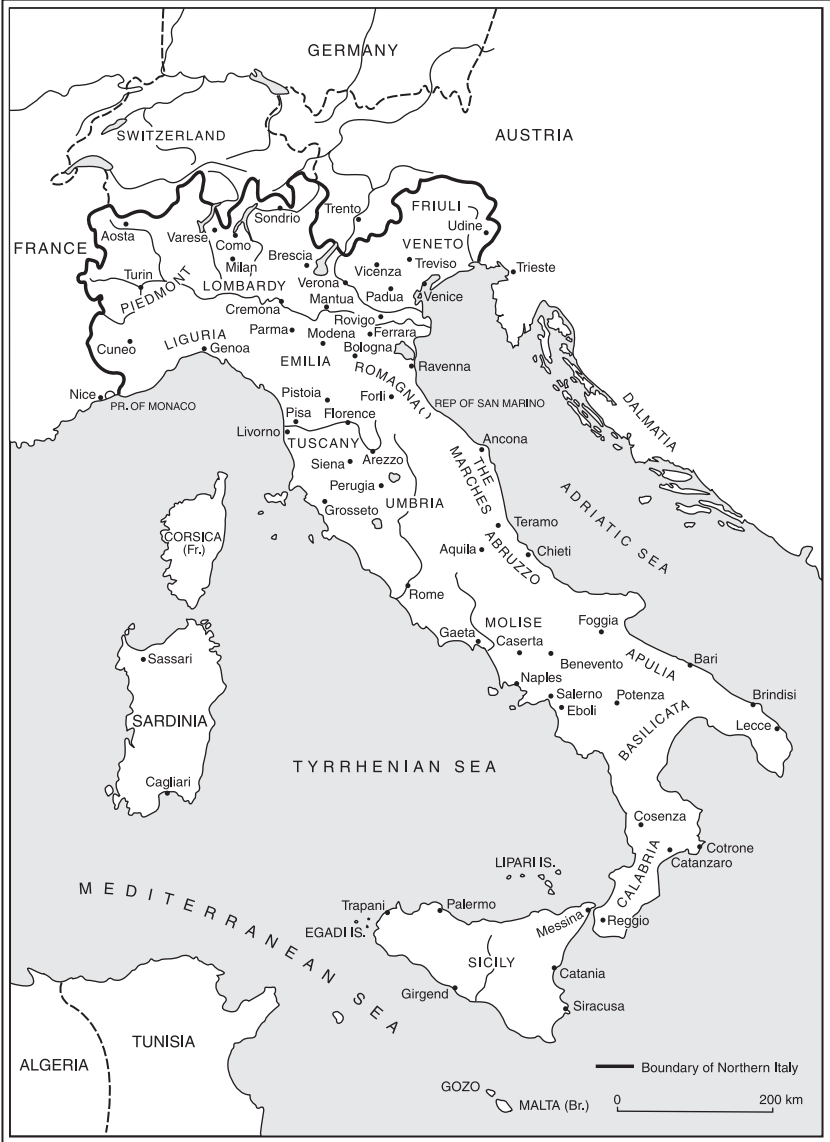 GERMANY
SWITZERLAND
AUSTRIA
FRIULI
Trento
Sondrio
Udine
Aosta
Varese
Como
VENETO
FRANCE
Milan
Brescia
Vicenza
Treviso
Trieste
Turin
PIEDMONT
LOMBARDY
Verona
Padua
Venice
Mantua
Cremona
Rovigo
Parma
Modena
Ferrara
LIGURIA
Cuneo
Genoa
EMILIA
Bologna
ROMAGNA
Ravenna
Nice
PR. OF MONACO
Pistoia
Forli
REP OF SAN MARINO
Pisa
Florence
DALMATIA
Livorno
TUSCANY
Ancona
Siena
Arezzo
THE
MARCHES
Perugia
UMBRIA
Grosseto
ADRIATIC SEA
Teramo
CORSICA
(Fr.)
Aquila
ABRUZZO
Chieti
Rome
MOLISE
Foggia
Gaeta
Caserta
Sassari
Benevento
APULIA
Bari
Naples
Salerno
Potenza
Brindisi
Eboli
SARDINIA
BASILICATA
Lecce
TYRRHENIAN SEA
Cagliari
Cosenza
Cotrone
Catanzaro
LIPARI IS.
CALABRIA
MEDITERRANEAN SEA
Trapani
Palermo
Messina
Reggio
EGADI IS.
SICILY
Catania
Girgend
Siracusa
TUNISIA
ALGERIA
Boundary of Northern Italy
GOZO
MALTA (Br.)
0
200 km